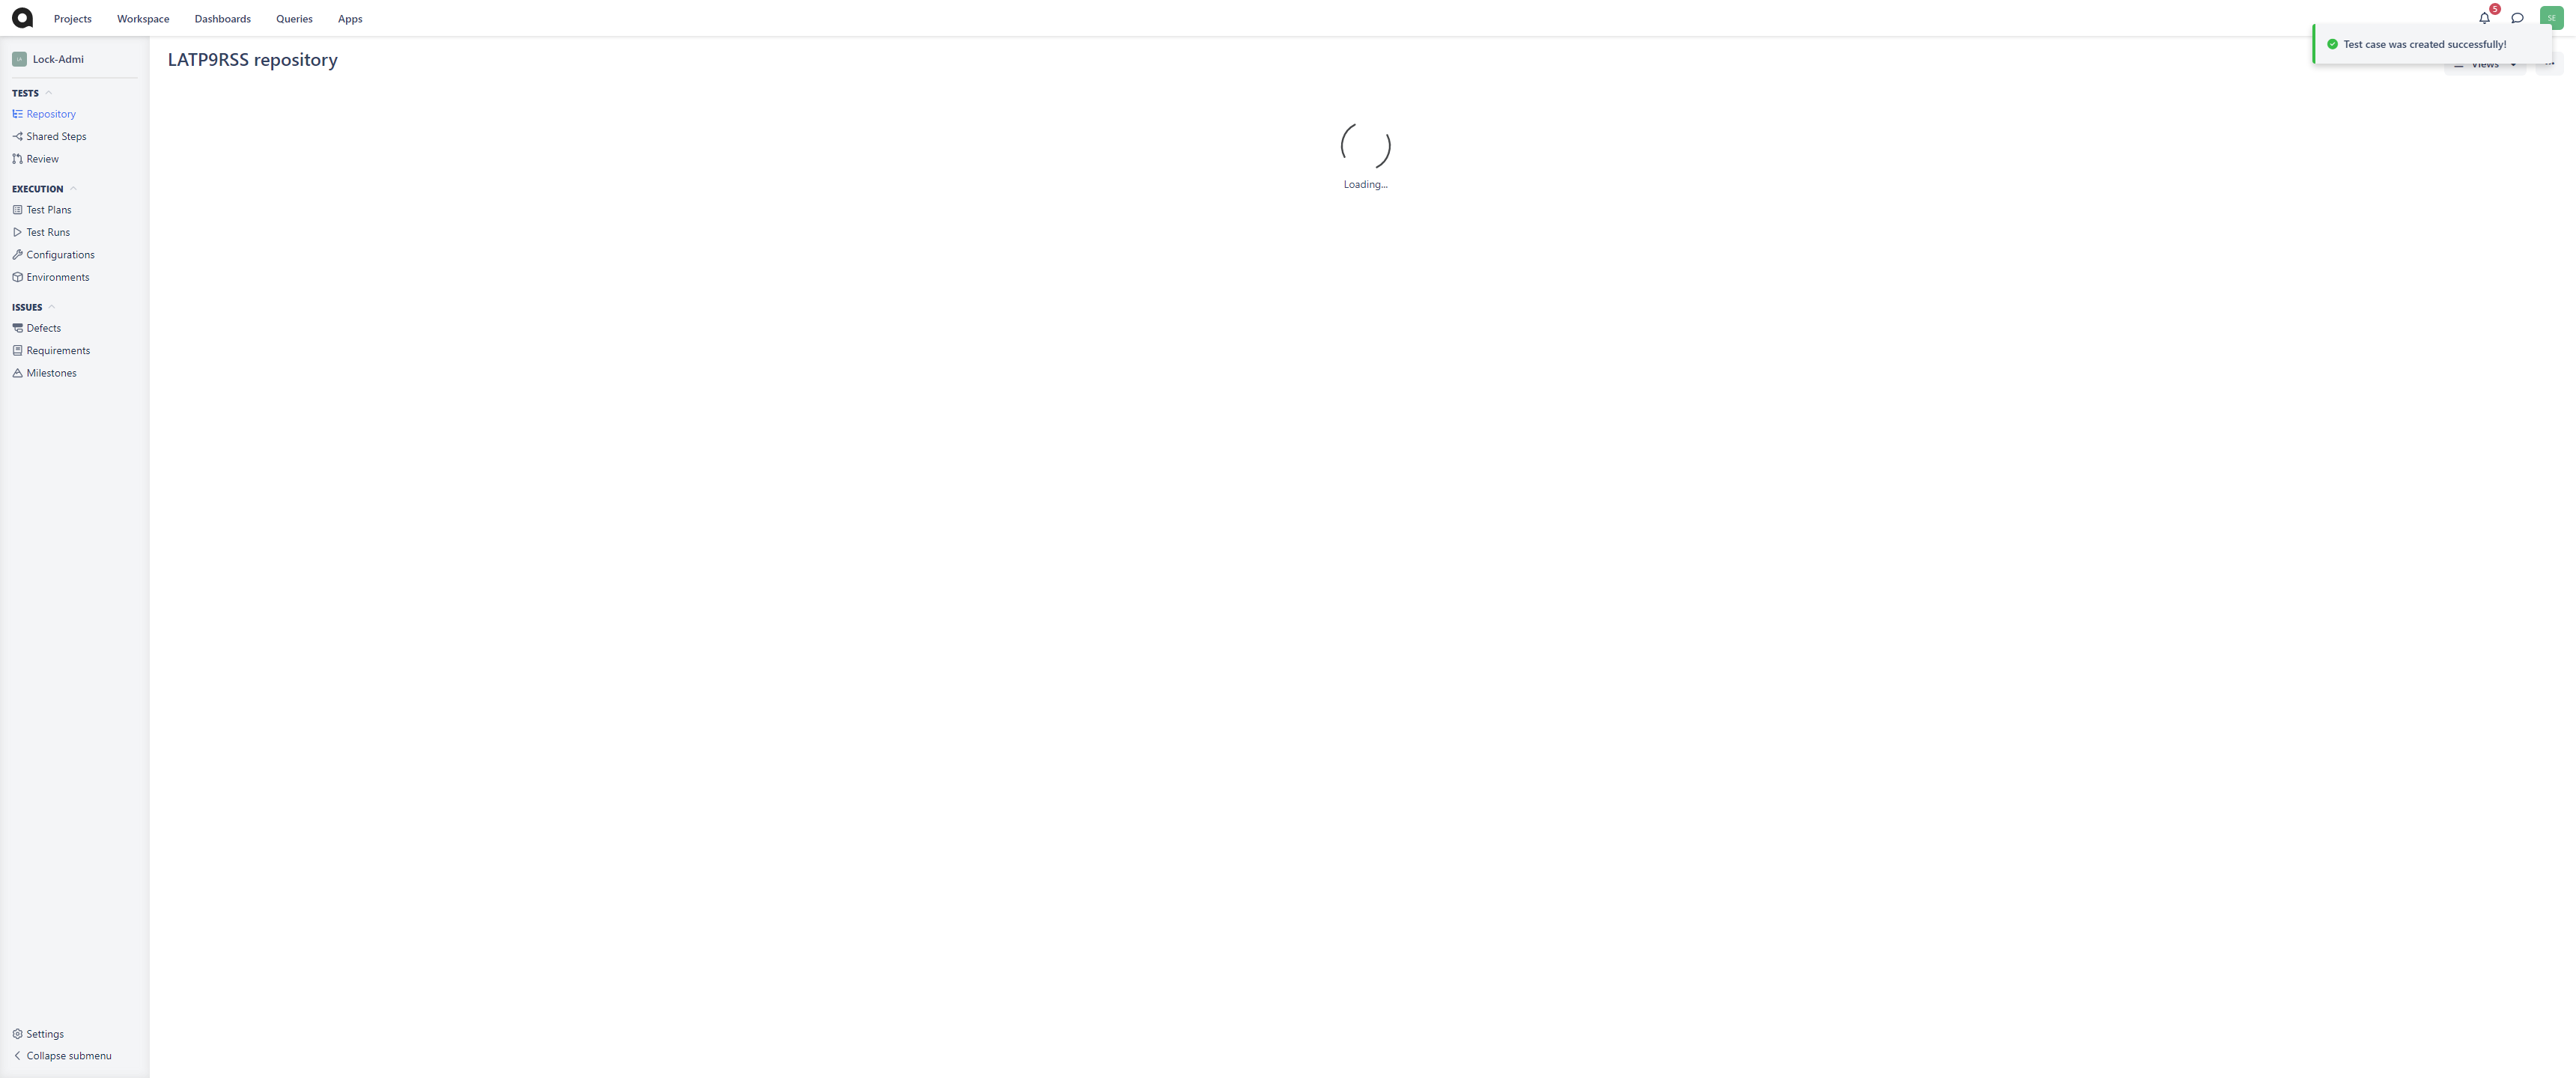 Projects
Workspace
Dashboards
Queries
Apps
5
SE
Test case was created successfully!
Lock-Admi
LATP9RSS repository
Views
TESTS
Repository
Shared Steps
Review
Loading...
EXECUTION
Test Plans
Test Runs
Configurations
Environments
ISSUES
Defects
Requirements
Milestones
Settings
Collapse submenu